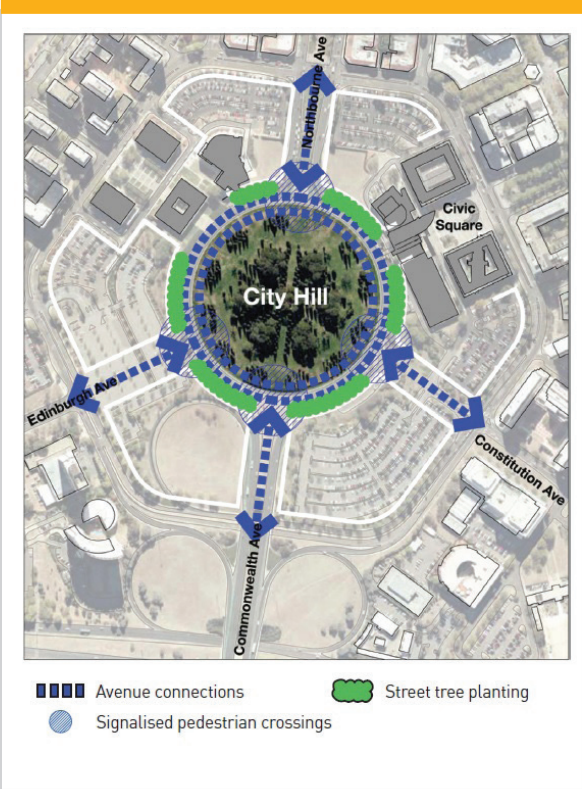 Northbourne Ave
Civic
Square
City Hill
Edinburgh Ave
Constitution Ave
Commonwealth Ave
Avenue connections
Street tree planting
Signalised pedestrian crossings